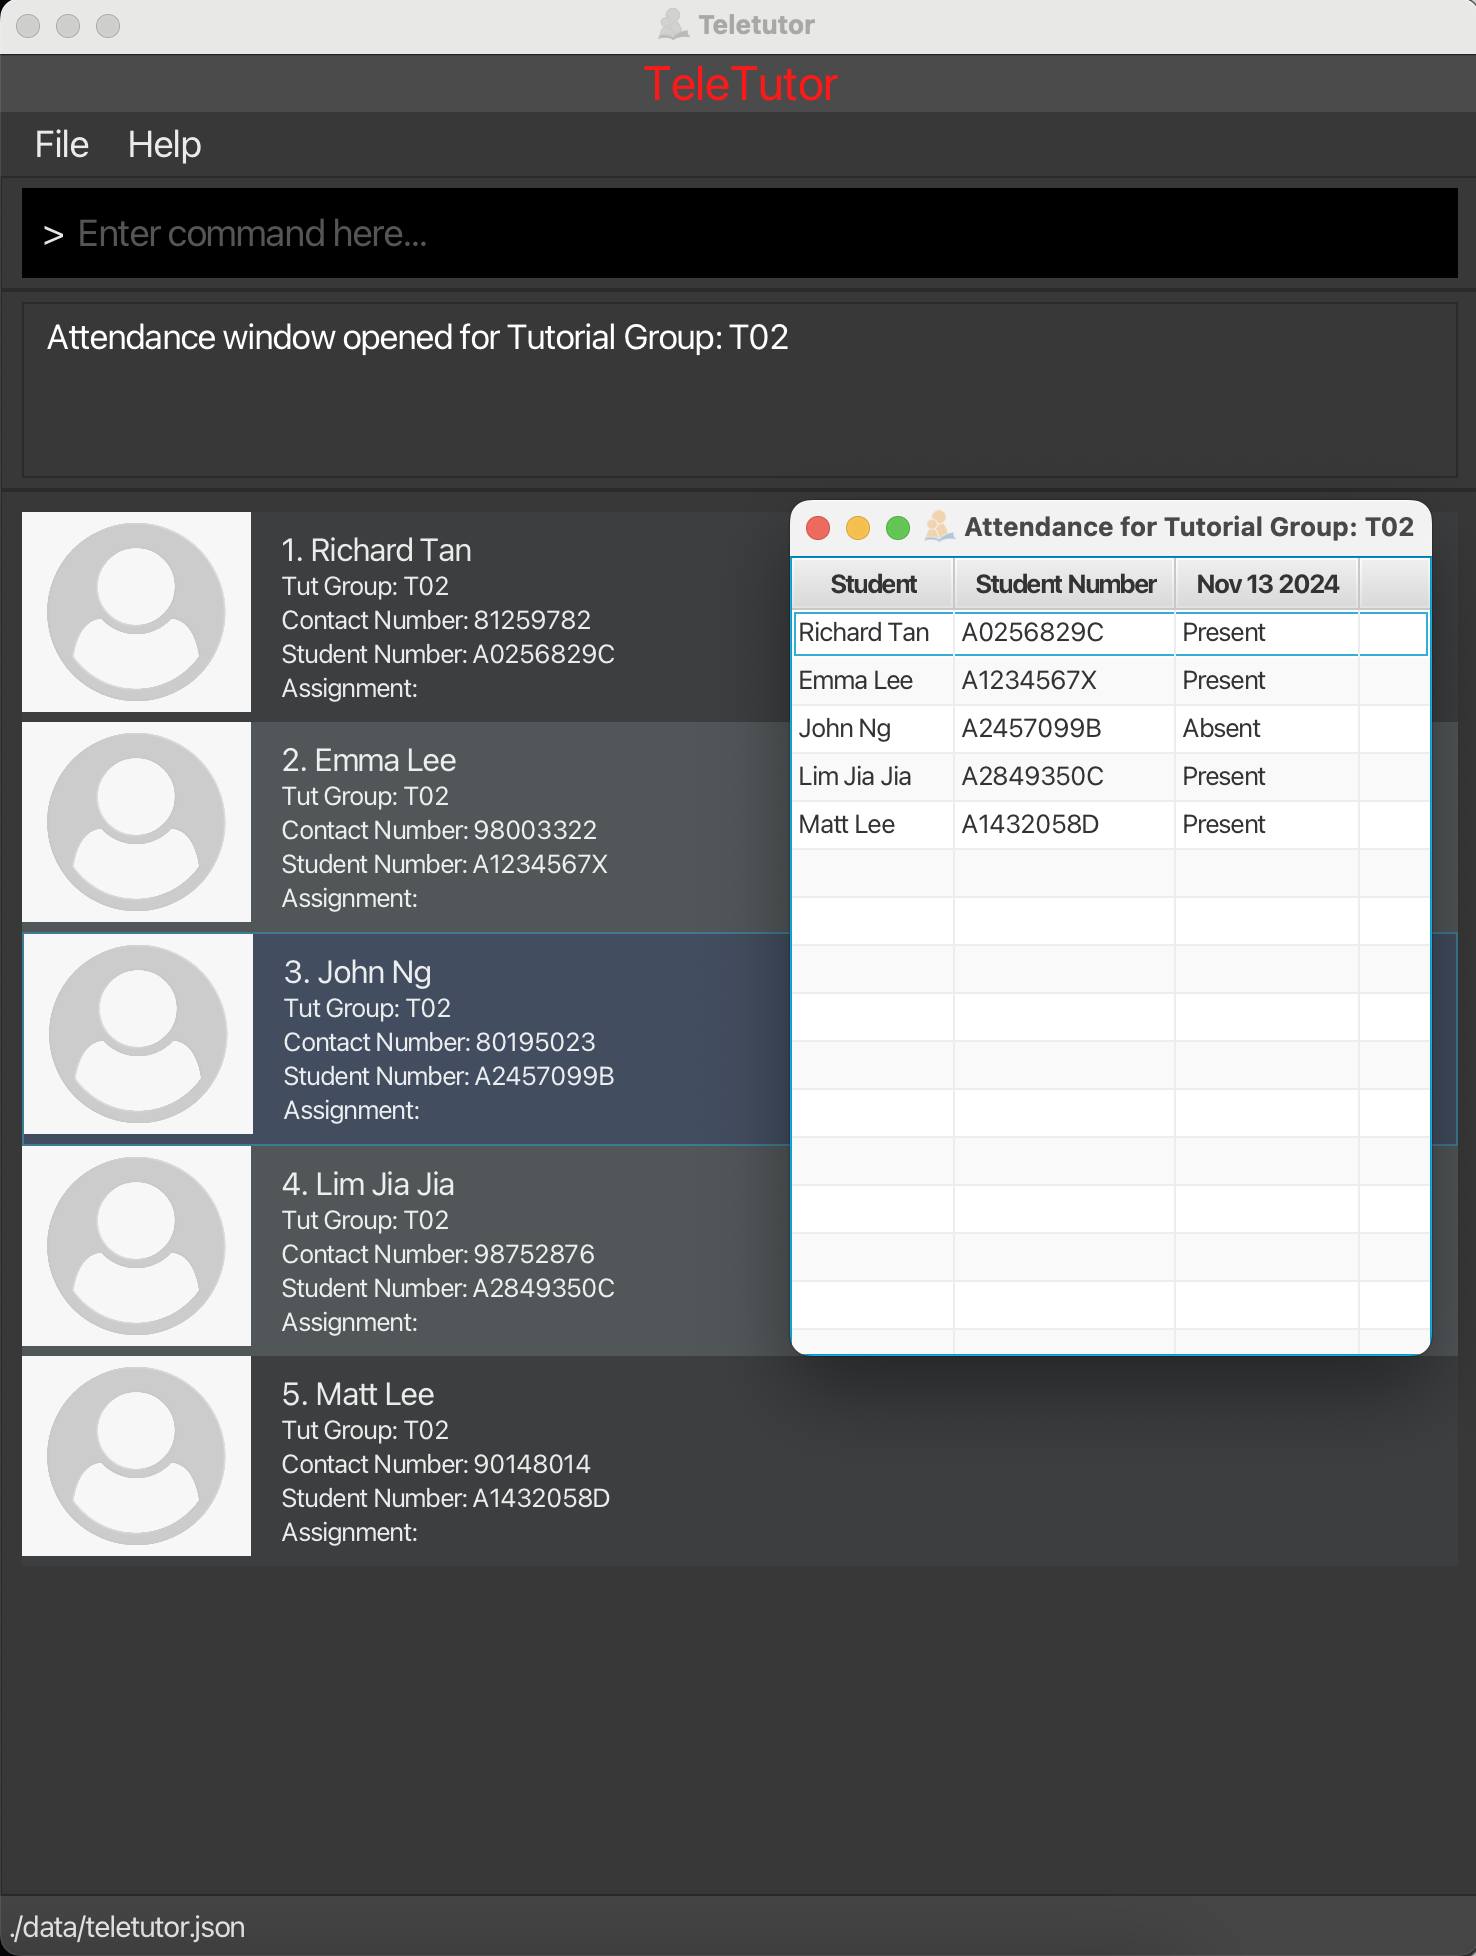 Teletutor
TeleTutor
File Help
> Enter command here...
Attendance window opened for Tutorial Group: T02
1. Richard Tan
Tut Group: T02
Contact Number: 81259782
Student Number: A0256829C
Assignment:
2. Emma Lee
Tut Group: T02
Contact Number: 98003322
Student Number: A1234567X
Assignment:
3. John Ng
Tut Group: T02
Contact Number: 80195023
Student Number: A2457099B
Assignment:
4. Lim Jia Jia
Tut Group: T02
Contact Number: 98752876
Student Number: A2849350C
Assignment:
5. Matt Lee
Tut Group: T02
Contact Number: 90148014
Student Number: A1432058D
Assignment:
Attendance for Tutorial Group: T02
Student Student Number Nov 13 2024
Richard Tan A0256829C Present
Emma Lee A1234567X Present
John Ng A2457099B Absent
Lim Jia Jia A2849350C Present
Matt Lee A1432058D Present
./data/teletutor.json